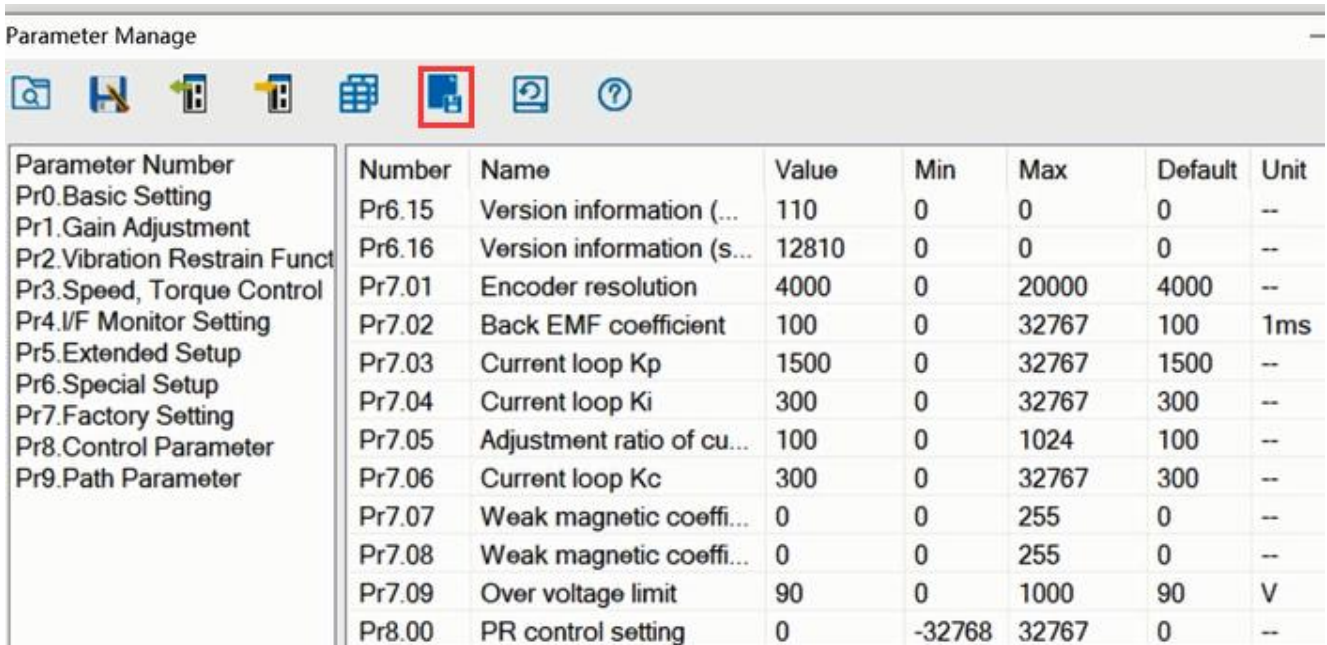 Parameter Manage
Parameter Number
Pr0.Basic Setting
Pr1.Gain Adjustment
Pr2.Vibration Restrain Funct
Pr3.Speed, Torque Control
Pr4.I/F Monitor Setting
Pr5.Extended Setup
Pr6.Special Setup
Pr7.Factory Setting
Pr8.Control Parameter
Pr9.Path Parameter
Number Name Value Min Max Default Unit
Pr6.15 Version information (... 110 0 0 0 --
Pr6.16 Version information (s... 12810 0 0 0 --
Pr7.01 Encoder resolution 4000 0 20000 4000 --
Pr7.02 Back EMF coefficient 100 0 32767 100 1ms
Pr7.03 Current loop Kp 1500 0 32767 1500 --
Pr7.04 Current loop Ki 300 0 32767 300 --
Pr7.05 Adjustment ratio of cu... 100 0 1024 100 --
Pr7.06 Current loop Kc 300 0 32767 300 --
Pr7.07 Weak magnetic coeffi... 0 0 255 0 --
Pr7.08 Weak magnetic coeffi... 0 0 255 0 --
Pr7.09 Over voltage limit 90 0 1000 90 V
Pr8.00 PR control setting 0 -32768 32767 0 --